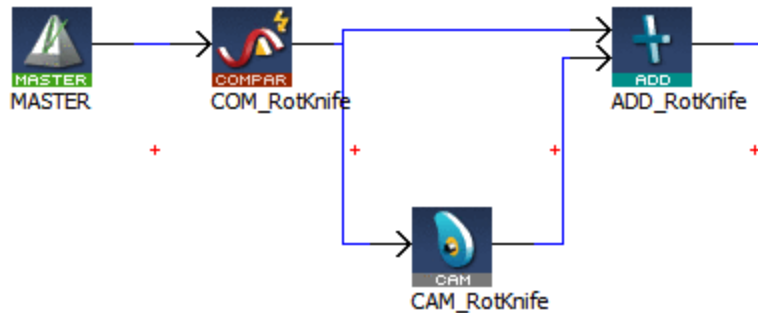 MASTER
MASTER
COMPAR
COM_RotKnife
ADD
ADD_RotKnife
CAM
CAM_RotKnife